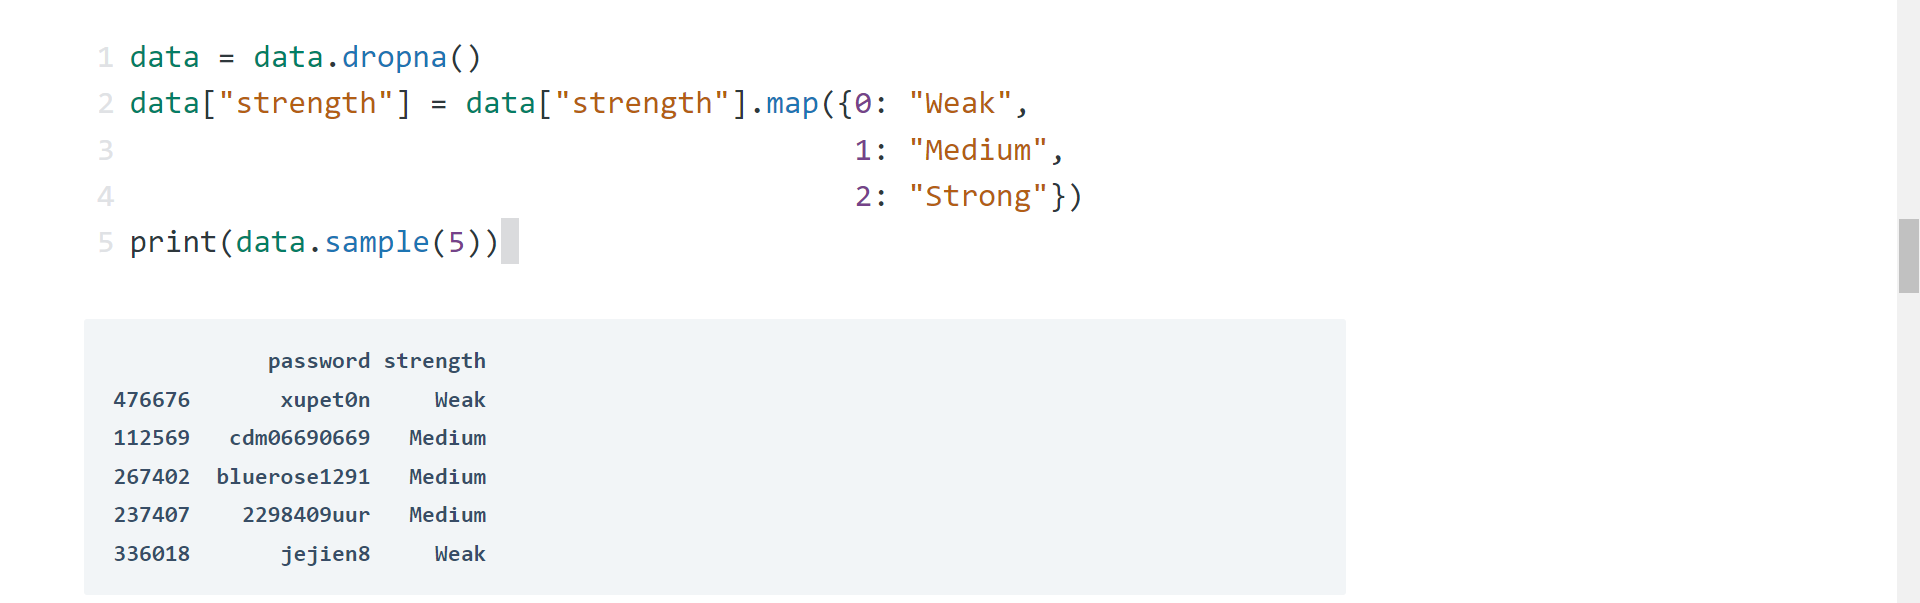 1 data = data.dropna()
2 data["strength"] = data["strength"].map({0: "Weak",
3                                          1: "Medium",
4                                          2: "Strong"})
5 print(data.sample(5))
            password strength
476676       xupet0n     Weak
112569   cdm06690669   Medium
267402  bluerose1291   Medium
237407    2298409uur   Medium
336018       jejien8     Weak